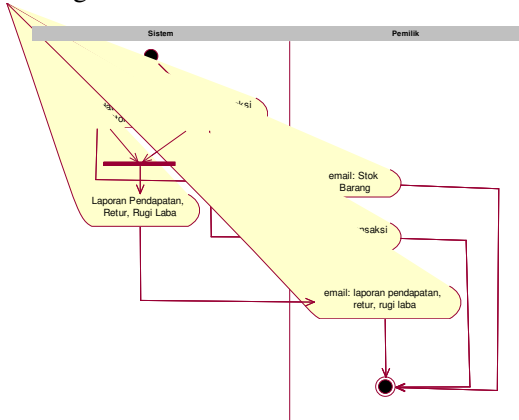 Sistem
Pemilik
email: Stok
Barang
Laporan Pendapatan,
Retur, Rugi Laba
email: laporan pendapatan,
retur, rugi laba